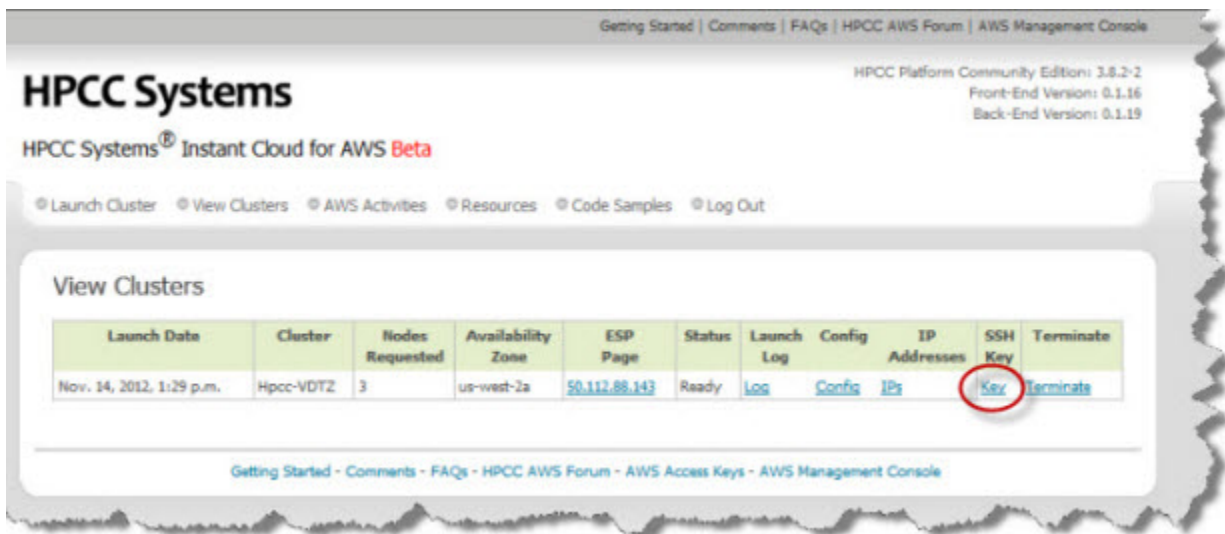 Getting Started | Comments | FAQs | HPCC AWS Forum | AWS Management Console
HPCC Systems
HPCC Platform Community Edition: 3.8.2-2
Front-End Version: 0.1.16
Back-End Version: 0.1.19
HPCC Systems® Instant Cloud for AWS Beta
Launch Cluster View Clusters AWS Activities Resources Code Samples Log Out
View Clusters
Launch Date Cluster Nodes Requested Availability Zone ESP Page Status Launch Log Config IP Addresses SSH Key Terminate
Nov. 14, 2012, 1:29 p.m. Hpcc-VDTZ 3 us-west-2a 50.112.88.143 Ready Log Config IPs Key Terminate
Getting Started - Comments - FAQs - HPCC AWS Forum - AWS Access Keys - AWS Management Console